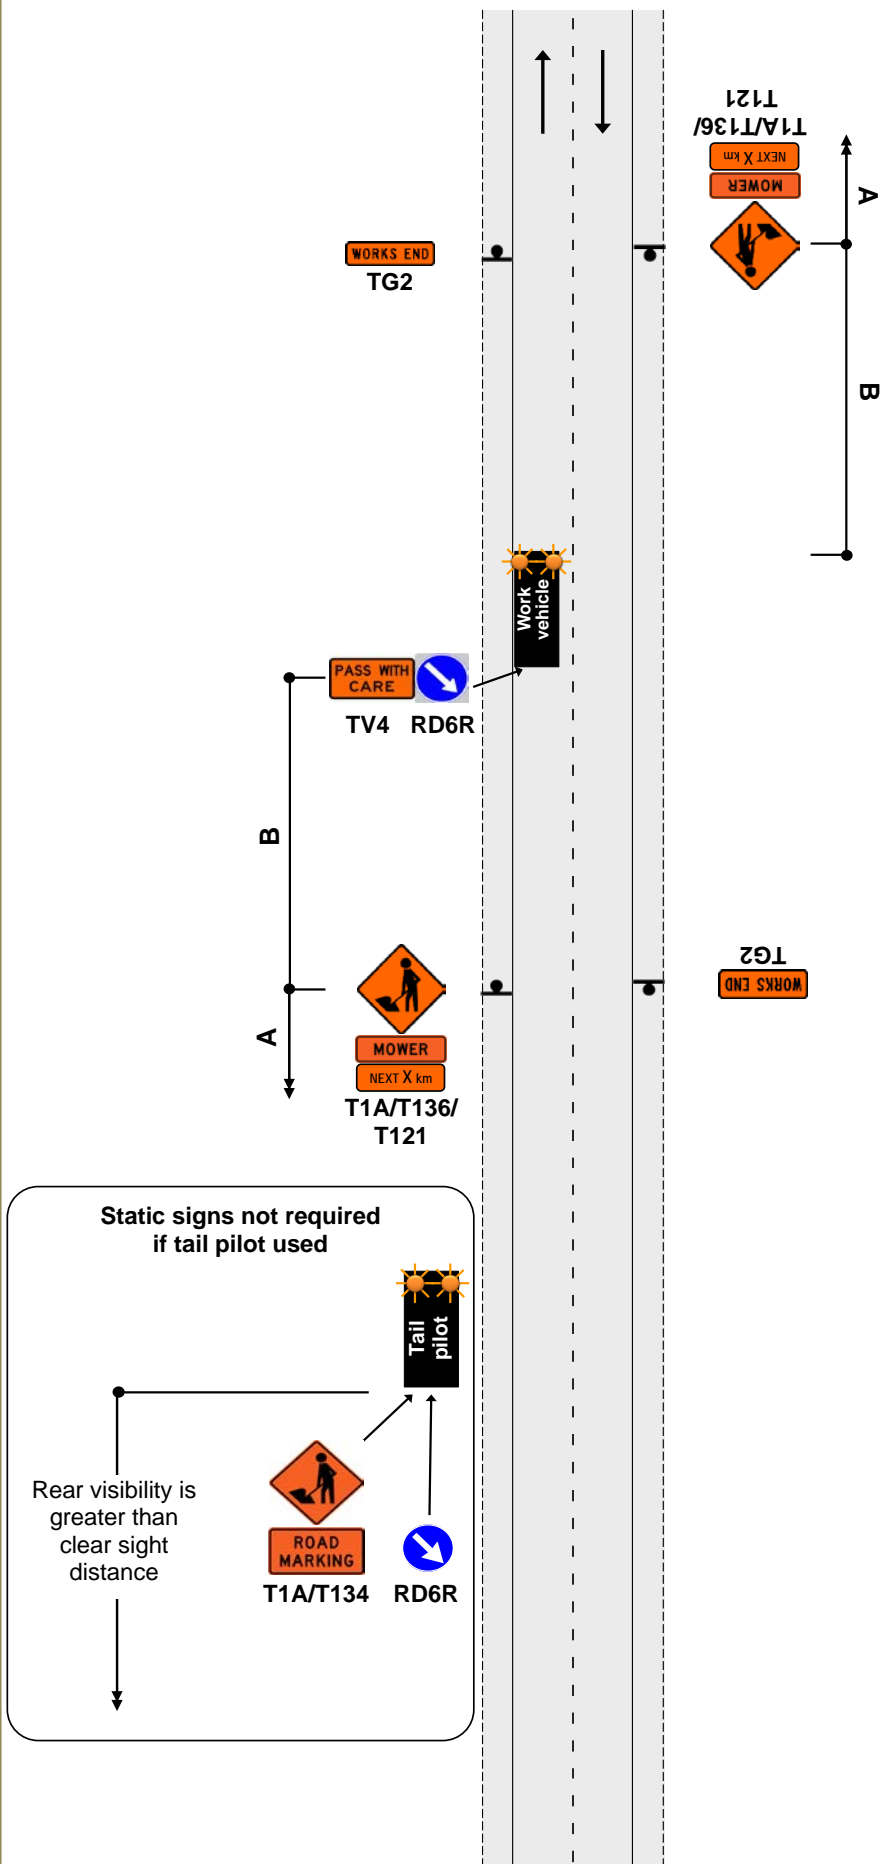 T1A/T136/
T121
NEXT X km
MOWER
A
WORKS END
TG2
B
Work
vehicle
PASS WITH
CARE
TV4 RD6R
B
TG2
WORKS END
A
MOWER
NEXT X km
T1A/T136/
T121
Static signs not required
if tail pilot used
Tail
pilot
Rear visibility is
greater than
clear sight
distance
ROAD
MARKING
T1A/T134 RD6R